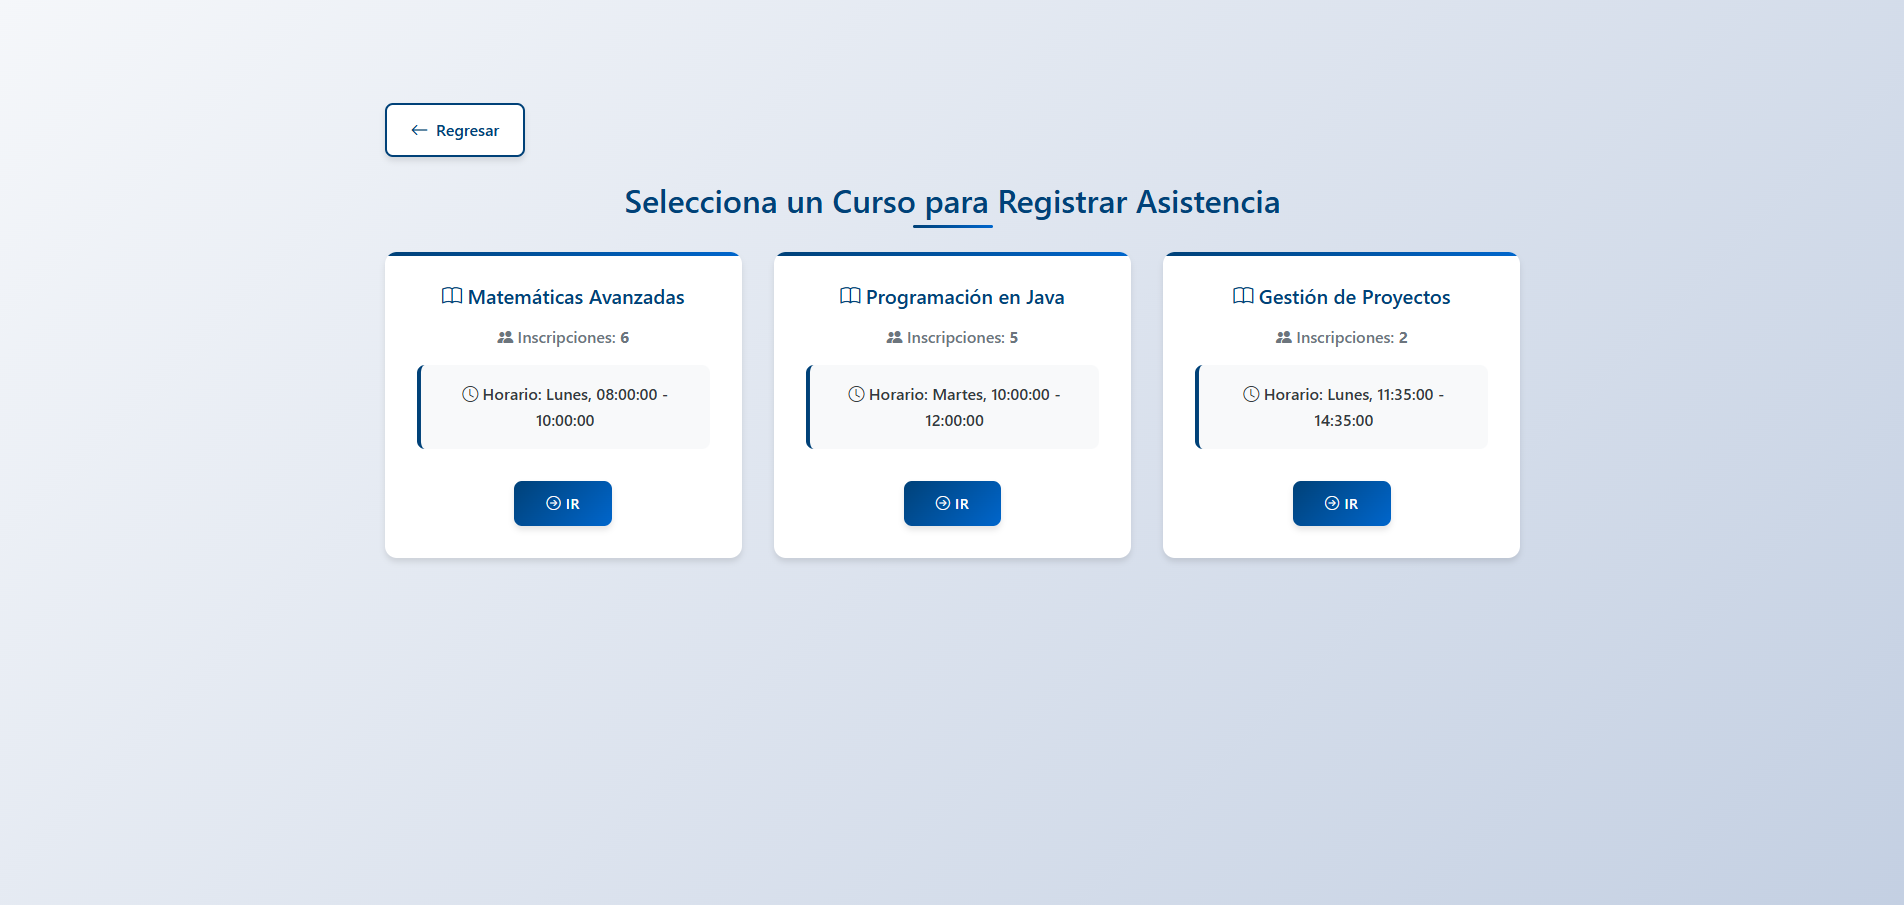 Regresar
Selecciona un Curso para Registrar Asistencia
Matemáticas Avanzadas
Inscripciones: 6
Horario: Lunes, 08:00:00 -
10:00:00
IR
Programación en Java
Inscripciones: 5
Horario: Martes, 10:00:00 -
12:00:00
IR
Gestión de Proyectos
Inscripciones: 2
Horario: Lunes, 11:35:00 -
14:35:00
IR